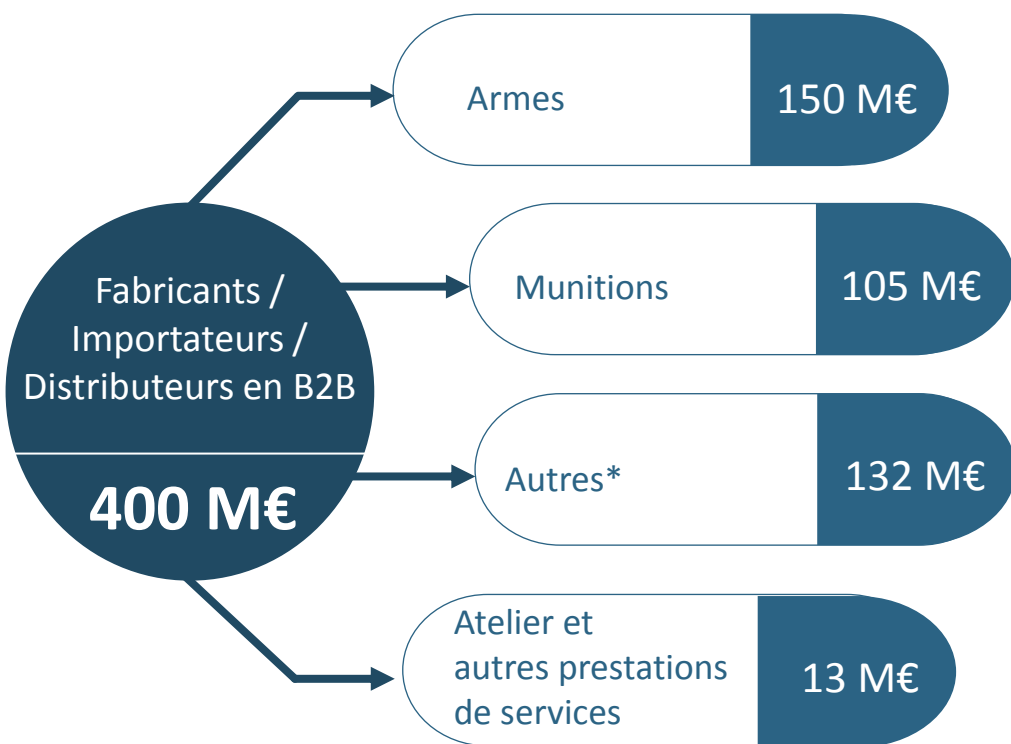 Armes
150 M€
Fabricants /
Importateurs /
Distributeurs en B2B
400 M€
Munitions
105 M€
Autres*
132 M€
Atelier et
autres prestations
de services
13 M€